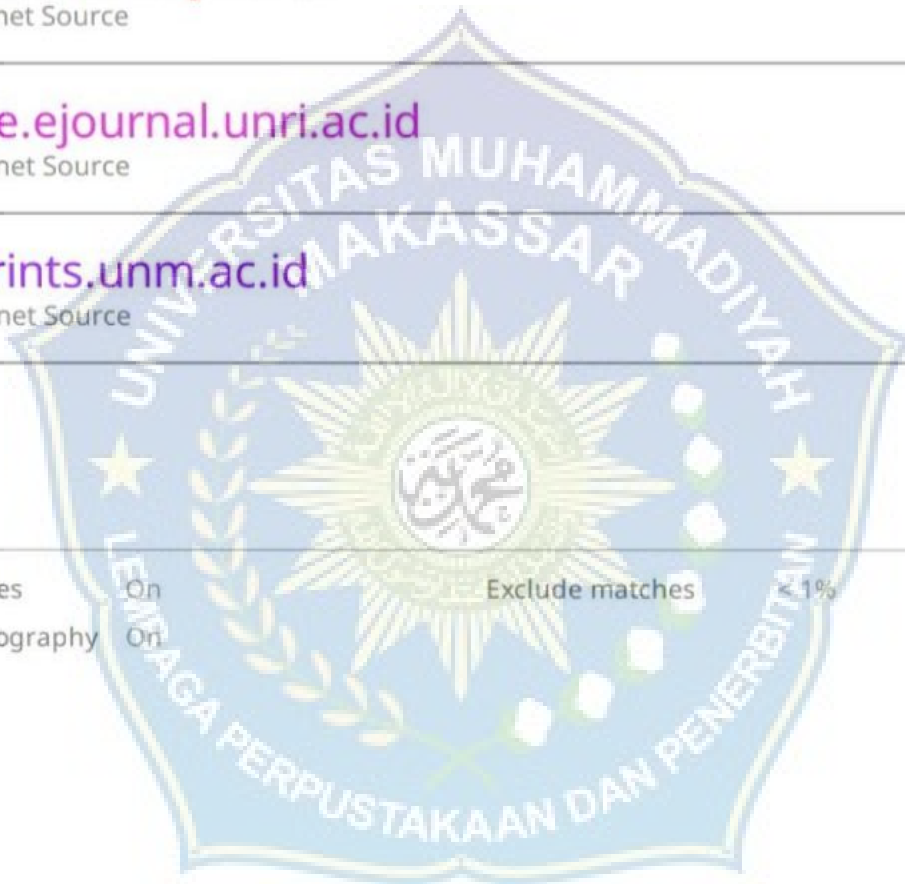 net Source
e.ejournal.unri.ac.id
net Source
rints.unm.ac.id
net Source
UNIVERSITAS MUHAMMADIYAH
MAKASSAR
محمدية
es On Exclude matches < 1%
ography On
LEMBAGA PERPUSTAKAAN DAN PENERBITAN